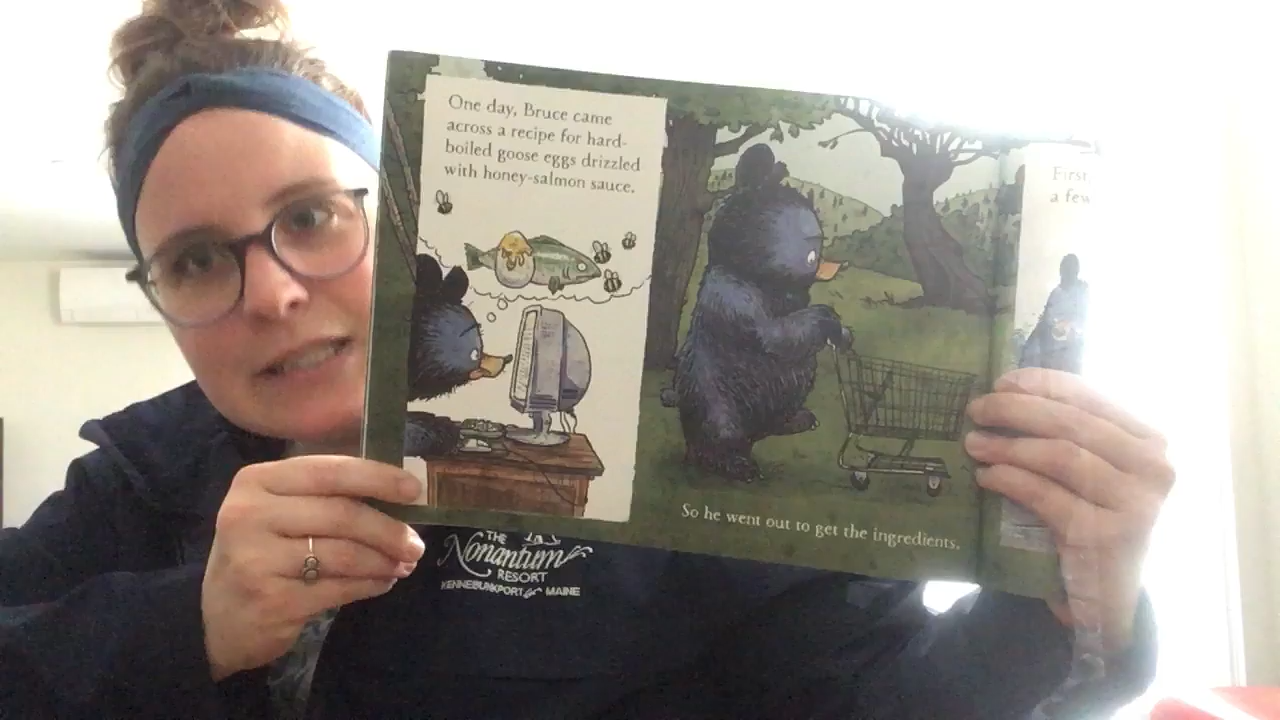 One day, Bruce came
across a recipe for hard-
boiled goose eggs drizzled
with honey-salmon sauce.
So he went out to get the ingredients.
First
a few
THE
Nonantum
RESORT
KENNEBUNKPORT MAINE